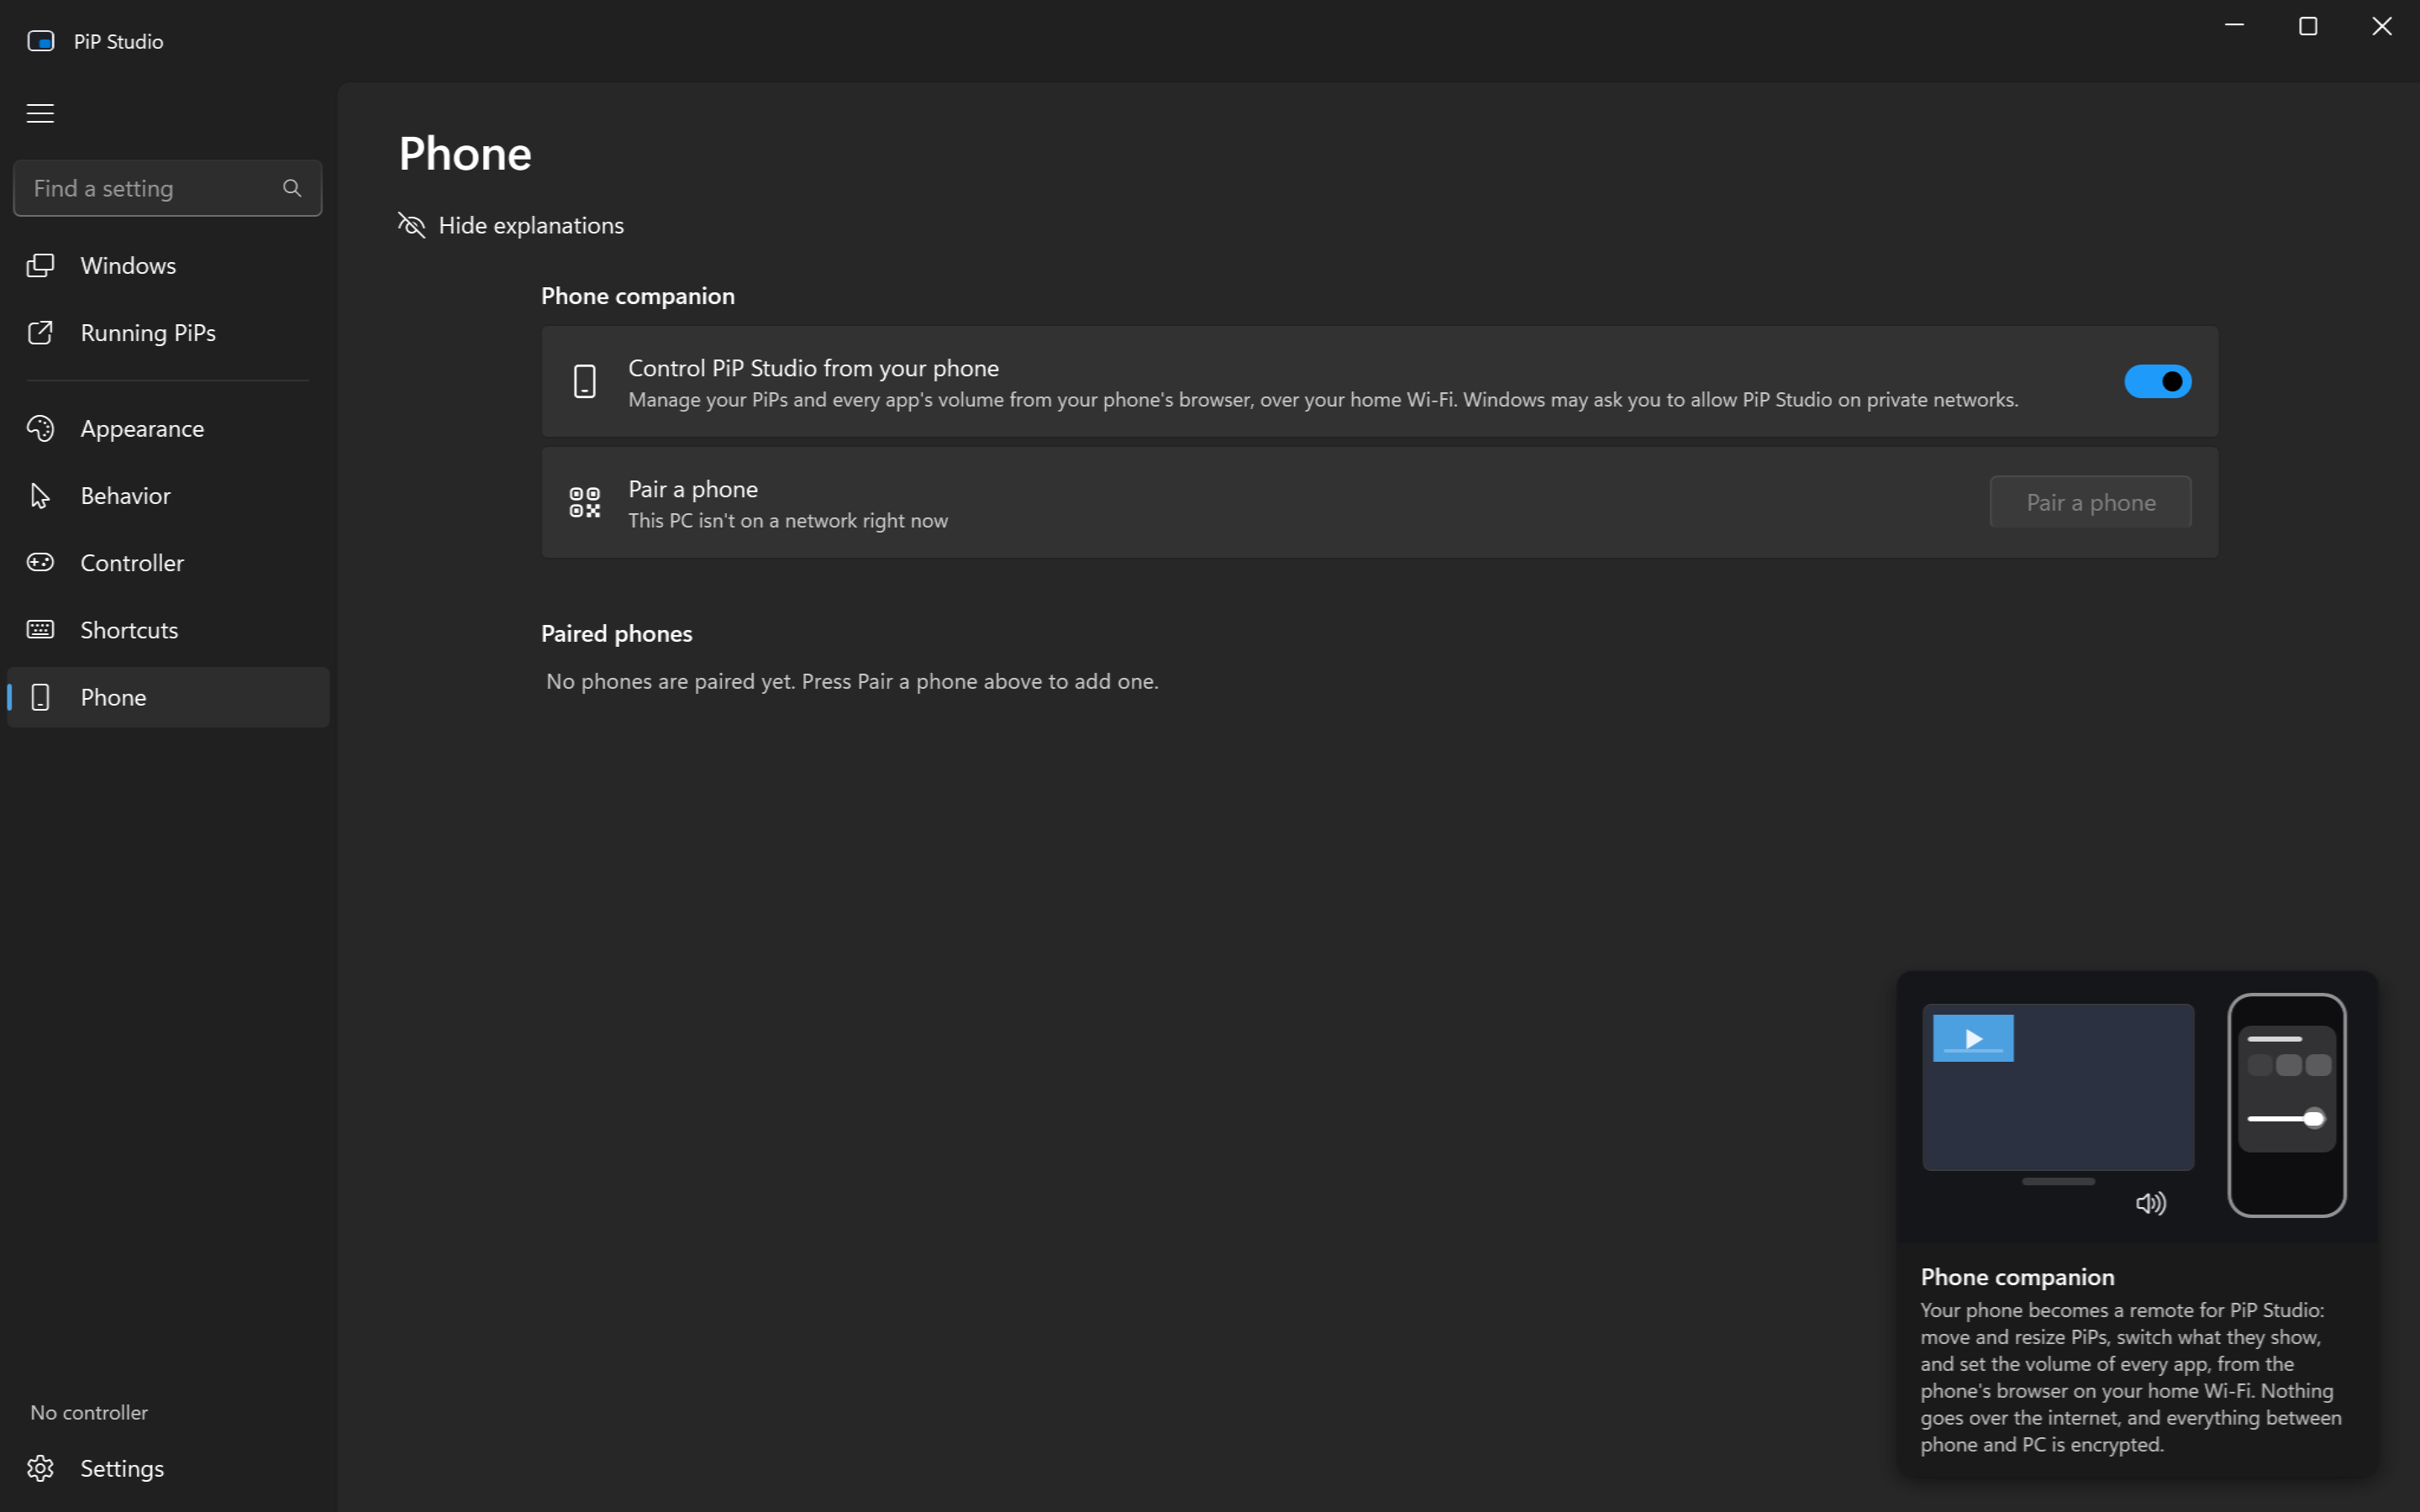 PiP Studio
Find a setting
Windows
Running PiPs
Appearance
Behavior
Controller
Shortcuts
Phone
No controller
Settings
Phone
Hide explanations
Phone companion
Control PiP Studio from your phone
Manage your PiPs and every app's volume from your phone's browser, over your home Wi-Fi. Windows may ask you to allow PiP Studio on private networks.
Pair a phone
This PC isn't on a network right now
Pair a phone
Paired phones
No phones are paired yet. Press Pair a phone above to add one.
Phone companion
Your phone becomes a remote for PiP Studio:
move and resize PiPs, switch what they show,
and set the volume of every app, from the
phone's browser on your home Wi-Fi. Nothing
goes over the internet, and everything between
phone and PC is encrypted.